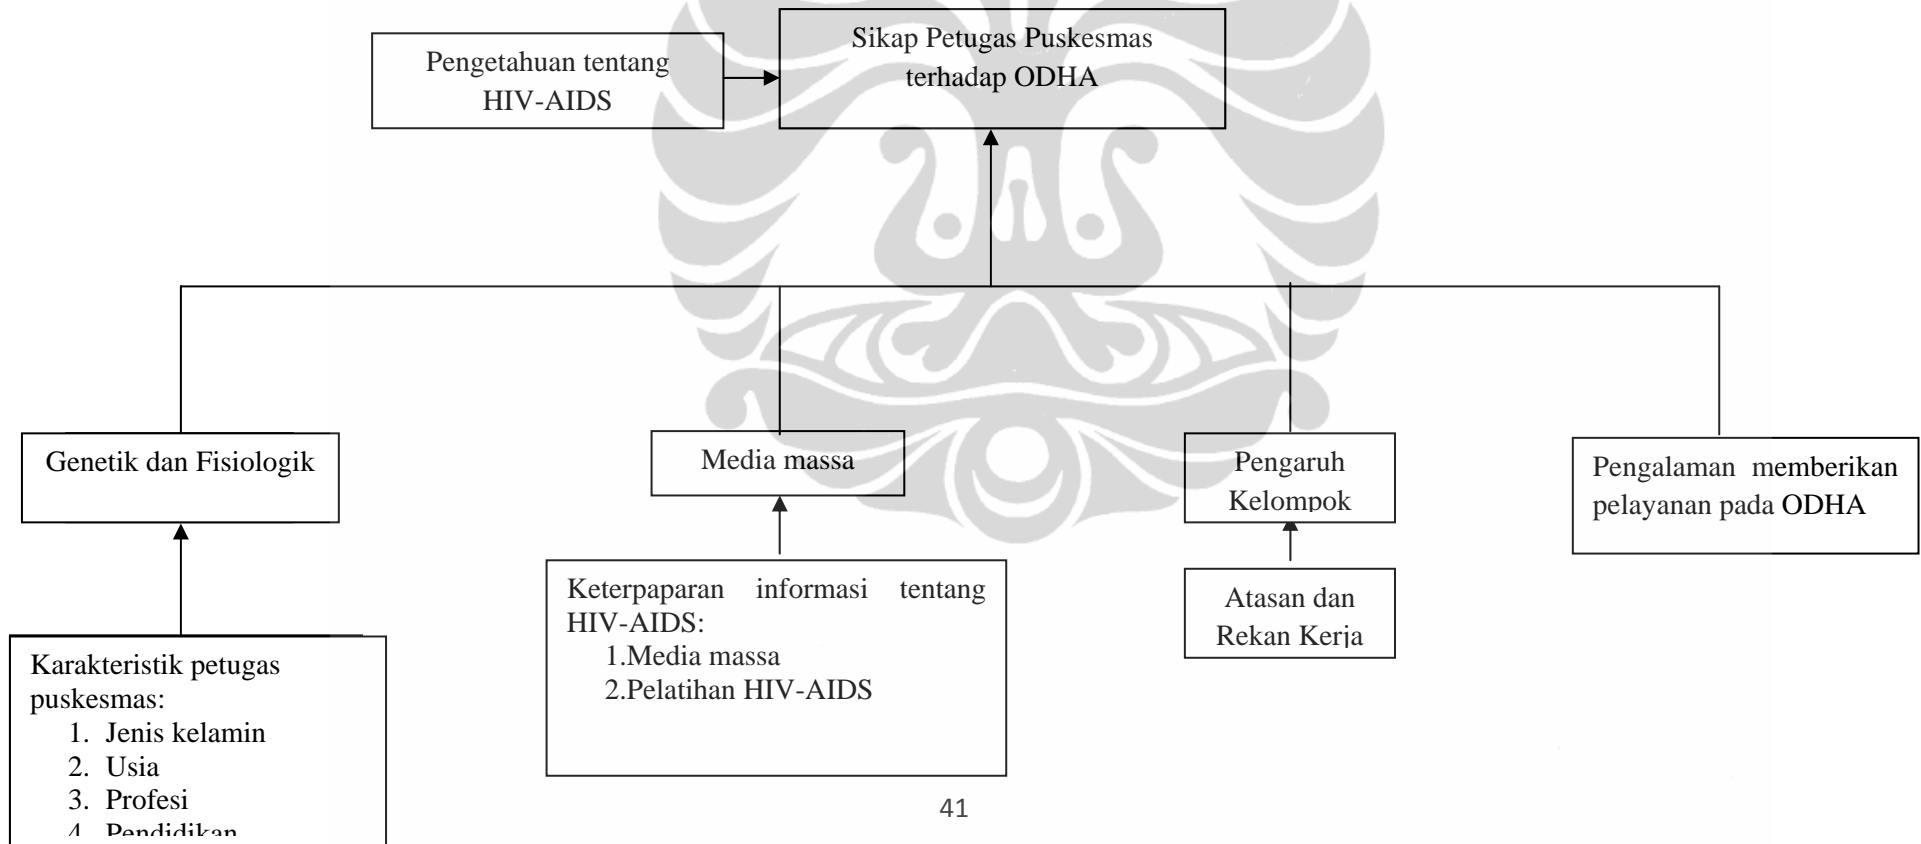 Pengetahuan tentang
HIV-AIDS
Sikap Petugas Puskesmas
terhadap ODHA
Genetik dan Fisiologik
Media massa
Pengaruh
Kelompok
Pengalaman memberikan
pelayanan pada ODHA
Karakteristik petugas
puskesmas:
1. Jenis kelamin
2. Usia
3. Profesi
4. Pendidikan
Keterpaparan informasi tentang
HIV-AIDS:
1.Media massa
2.Pelatihan HIV-AIDS
Atasan dan
Rekan Kerja
41